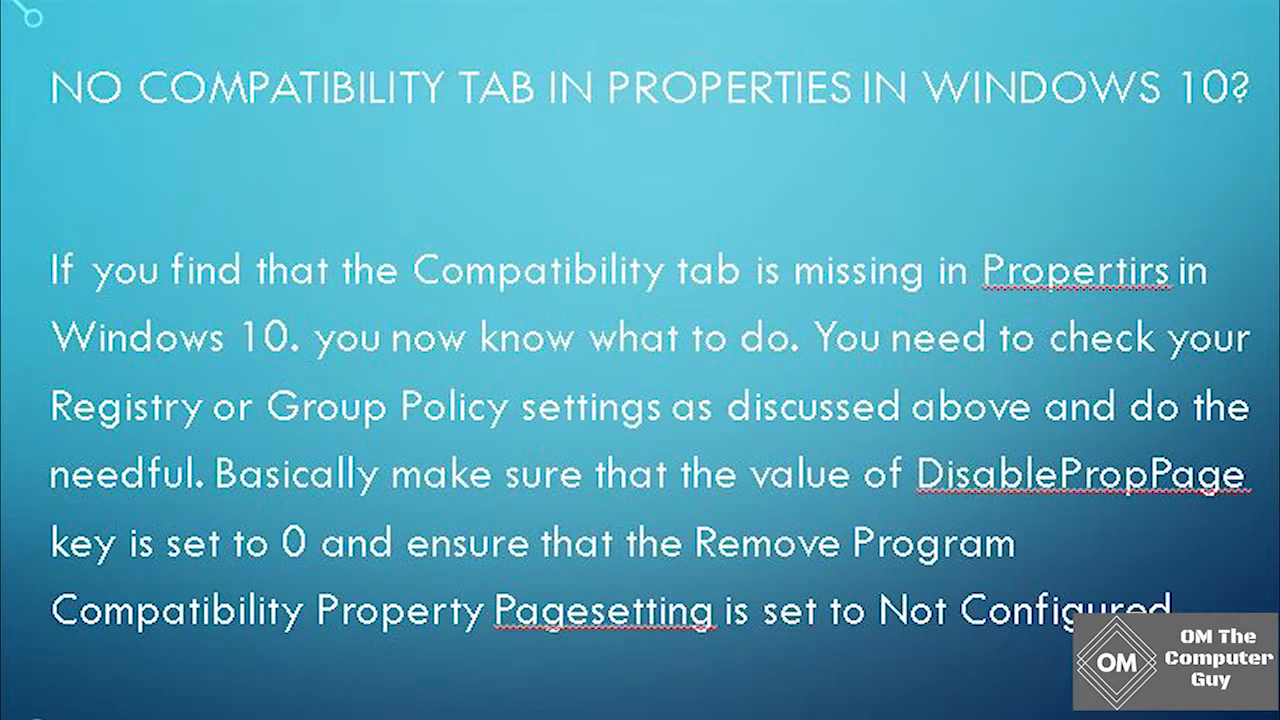 NO COMPATIBILITY TAB IN PROPERTIES IN WINDOWS 10?
If you find that the Compatibility tab is missing in Propertirs in
Windows 10. you now know what to do. You need to check your
Registry or Group Policy settings as discussed above and do the
needful. Basically make sure that the value of DisablePropPage
key is set to 0 and ensure that the Remove Program
Compatibility Property Pagesetting is set to Not Configured
OM
OM The
Computer
Guy